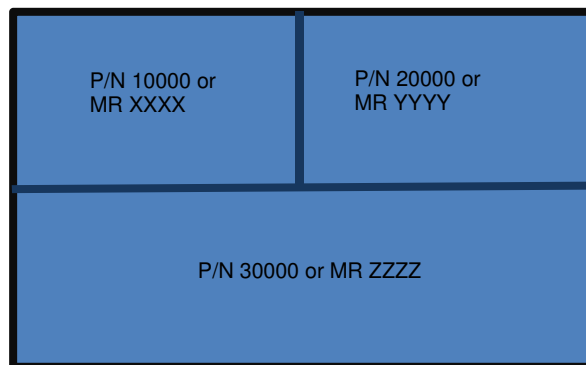 P/N 10000 or
MR XXXX
P/N 20000 or
MR YYYY
P/N 30000 or MR ZZZZ